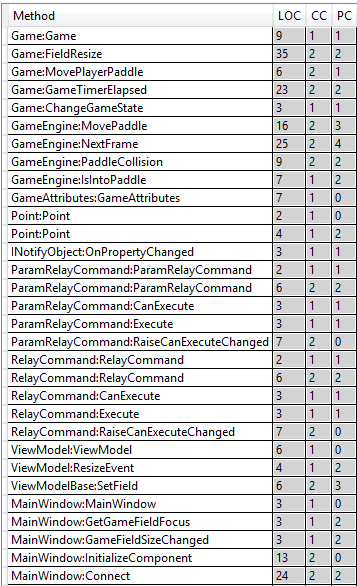 Method LOC CC PC
Game:Game 9 1 1
Game:FieldResize 35 2 2
Game:MovePlayerPaddle 6 2 1
Game:GameTimerElapsed 23 2 2
Game:ChangeGameState 3 1 1
GameEngine:MovePaddle 16 2 3
GameEngine:NextFrame 25 2 4
GameEngine:PaddleCollision 9 2 2
GameEngine:IsIntoPaddle 7 1 2
GameAttributes:GameAttributes 7 1 0
Point:Point 2 1 0
Point:Point 4 1 2
INotifyObject:OnPropertyChanged 3 1 1
ParamRelayCommand:ParamRelayCommand 2 1 1
ParamRelayCommand:ParamRelayCommand 6 2 2
ParamRelayCommand:CanExecute 3 1 1
ParamRelayCommand:Execute 3 1 1
ParamRelayCommand:RaiseCanExecuteChanged 7 2 0
RelayCommand:RelayCommand 2 1 1
RelayCommand:RelayCommand 6 2 2
RelayCommand:CanExecute 3 1 1
RelayCommand:Execute 3 1 1
RelayCommand:RaiseCanExecuteChanged 7 2 0
ViewModel:ViewModel 6 1 0
ViewModel:ResizeEvent 4 1 2
ViewModelBase:SetField 6 2 3
MainWindow:MainWindow 3 1 0
MainWindow:GetGameFieldFocus 3 1 2
MainWindow:GameFieldSizeChanged 3 1 2
MainWindow:InitializeComponent 13 2 0
MainWindow:Connect 24 2 2